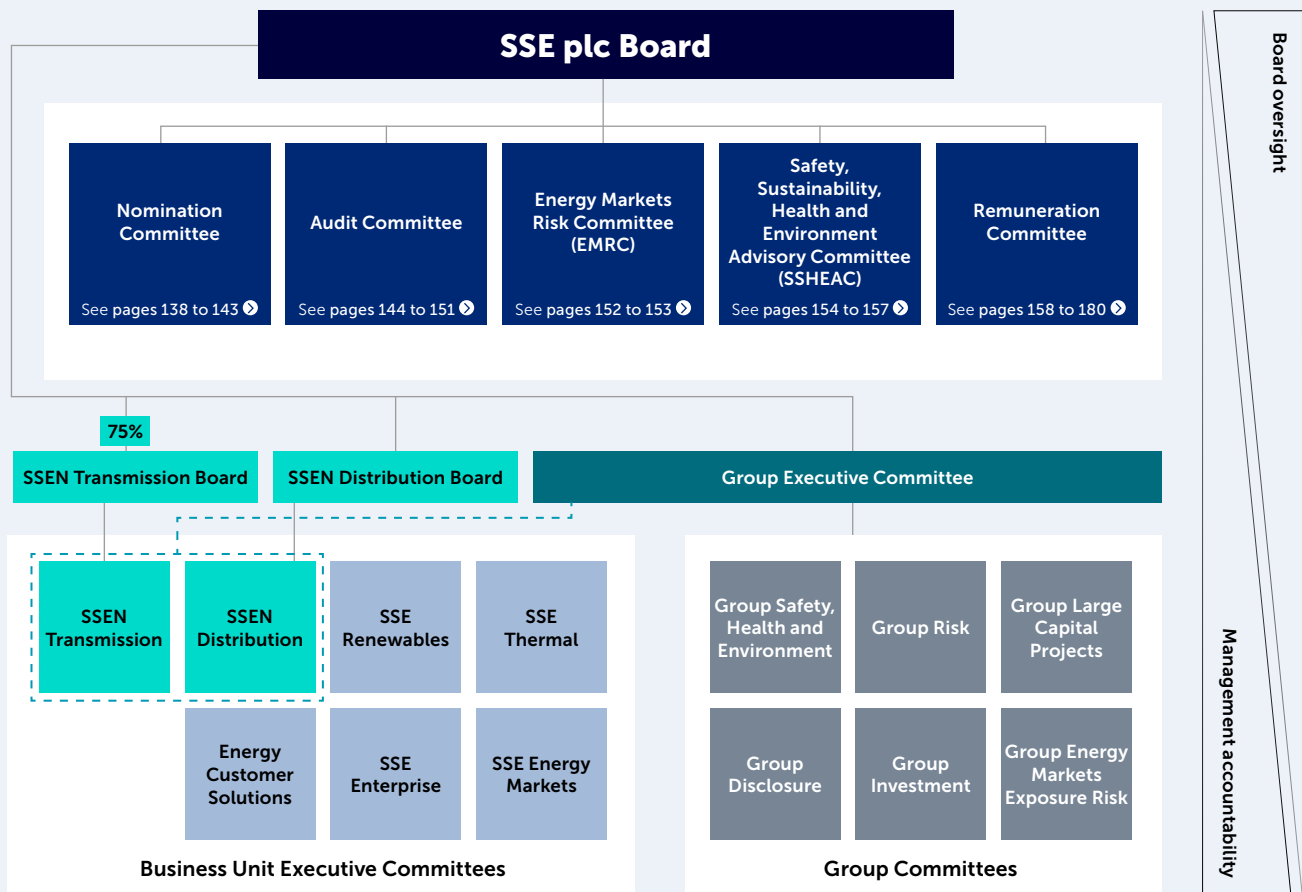 SSE plc Board
Board oversight
Nomination
Committee
See pages 138 to 143
Audit Committee
See pages 144 to 151
Energy Markets
Risk Committee
(EMRC)
See pages 152 to 153
Safety,
Sustainability,
Health and
Environment
Advisory Committee
(SSHEAC)
See pages 154 to 157
Remuneration
Committee
See pages 158 to 180
75%
SSEN Transmission Board
SSEN Distribution Board
Group Executive Committee
SSEN
Transmission
SSEN
Distribution
SSE
Renewables
SSE
Thermal
Energy
Customer
Solutions
SSE
Enterprise
SSE Energy
Markets
Business Unit Executive Committees
Group Safety,
Health and
Environment
Group Risk
Group Large
Capital
Projects
Group
Disclosure
Group
Investment
Group Energy
Markets
Exposure Risk
Group Committees
Management accountability